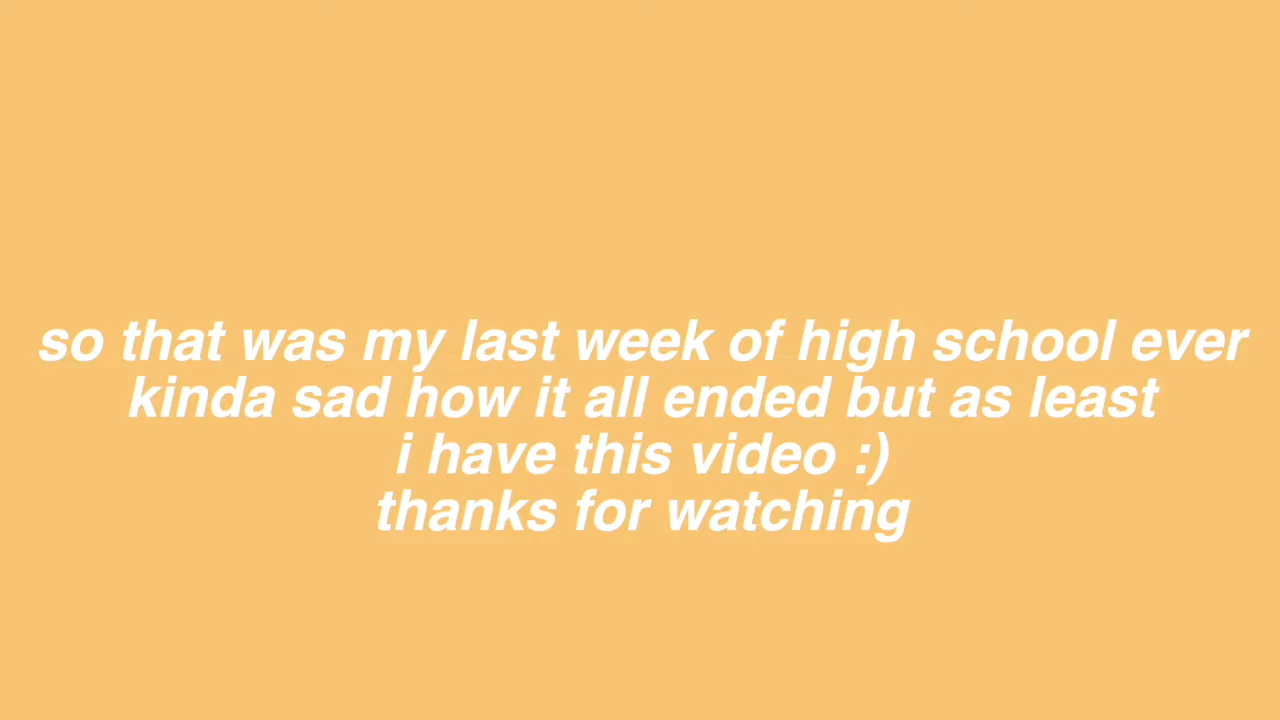 so that was my last week of high school ever
kinda sad how it all ended but as least
i have this video :)
thanks for watching